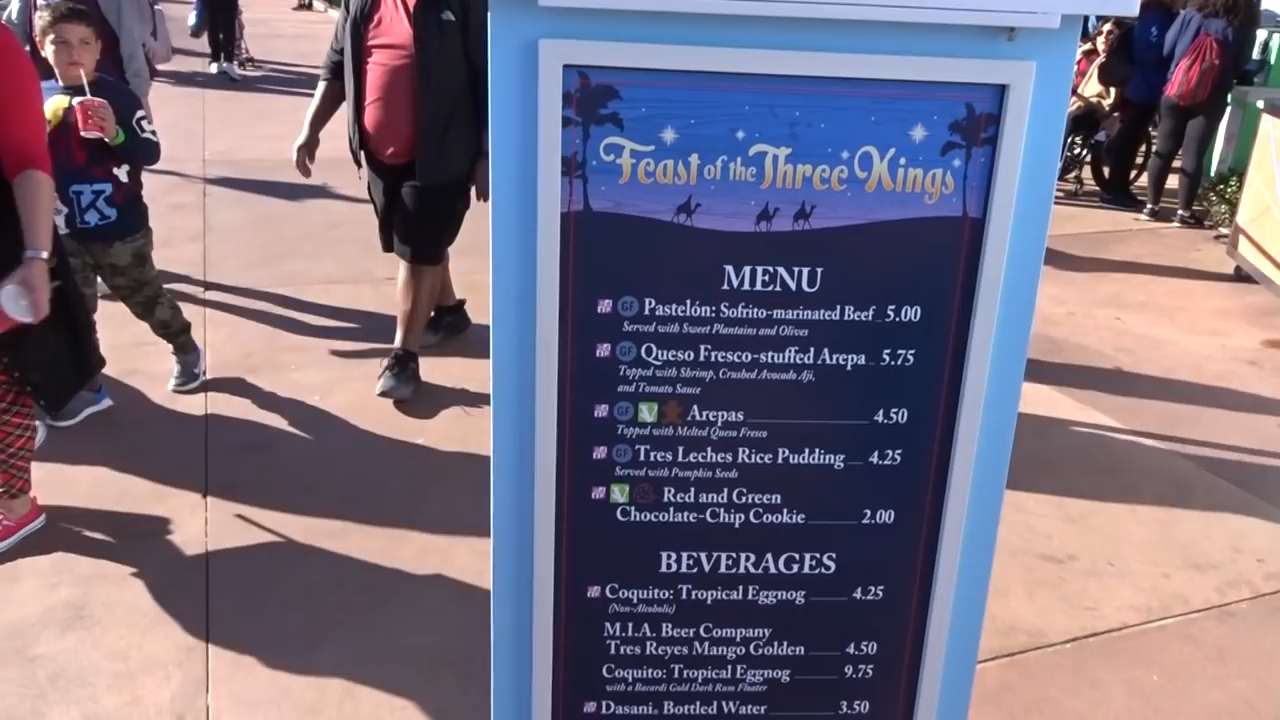 Feast of the Three Kings
MENU
GF Pastelón: Sofrito-marinated Beef 5.00
Served with Sweet Plantains and Olives
GF Queso Fresco-stuffed Arepa 5.75
Topped with Shrimp, Crushed Avocado Aji,
and Tomato Sauce
GF V Arepas 4.50
Topped with Melted Queso Fresco
GF Tres Leches Rice Pudding 4.25
Served with Pumpkin Seeds
V Red and Green
Chocolate-Chip Cookie 2.00
BEVERAGES
Coquito: Tropical Eggnog 4.25
(Non-Alcoholic)
M.I.A. Beer Company
Tres Reyes Mango Golden 4.50
Coquito: Tropical Eggnog 9.75
with a Bacardi Gold Dark Rum Floater
Dasani® Bottled Water 3.50
K